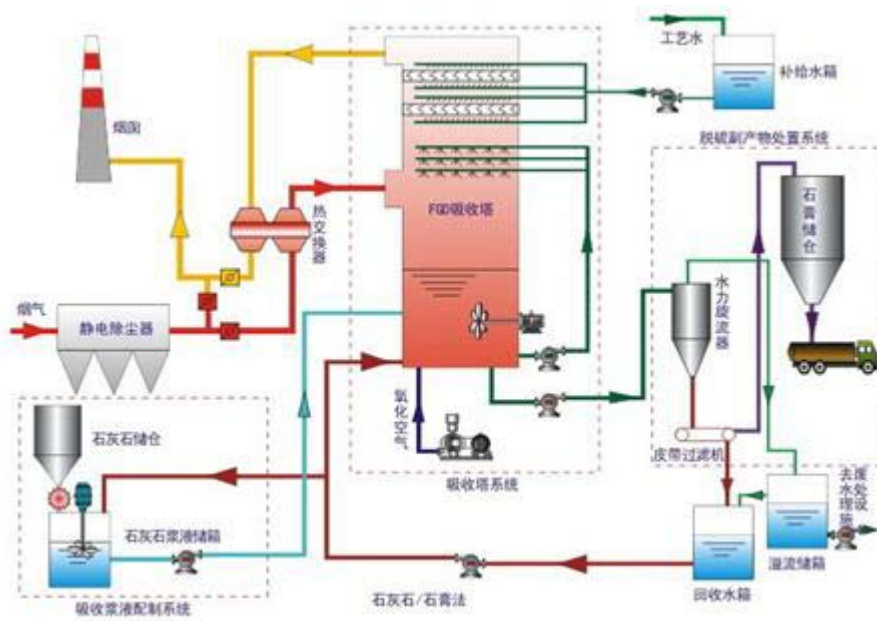 工艺水
补给水箱
烟囱
脱硫副产物处置系统
石膏储仓
FGD吸收塔
热交换器
烟气
静电除尘器
水力旋流器
氧化空气
石灰石储仓
皮带过滤机
吸收塔系统
去废水处理设施
石灰石浆液储箱
溢流储箱
回收水箱
石灰石/石膏法
吸收浆液配制系统